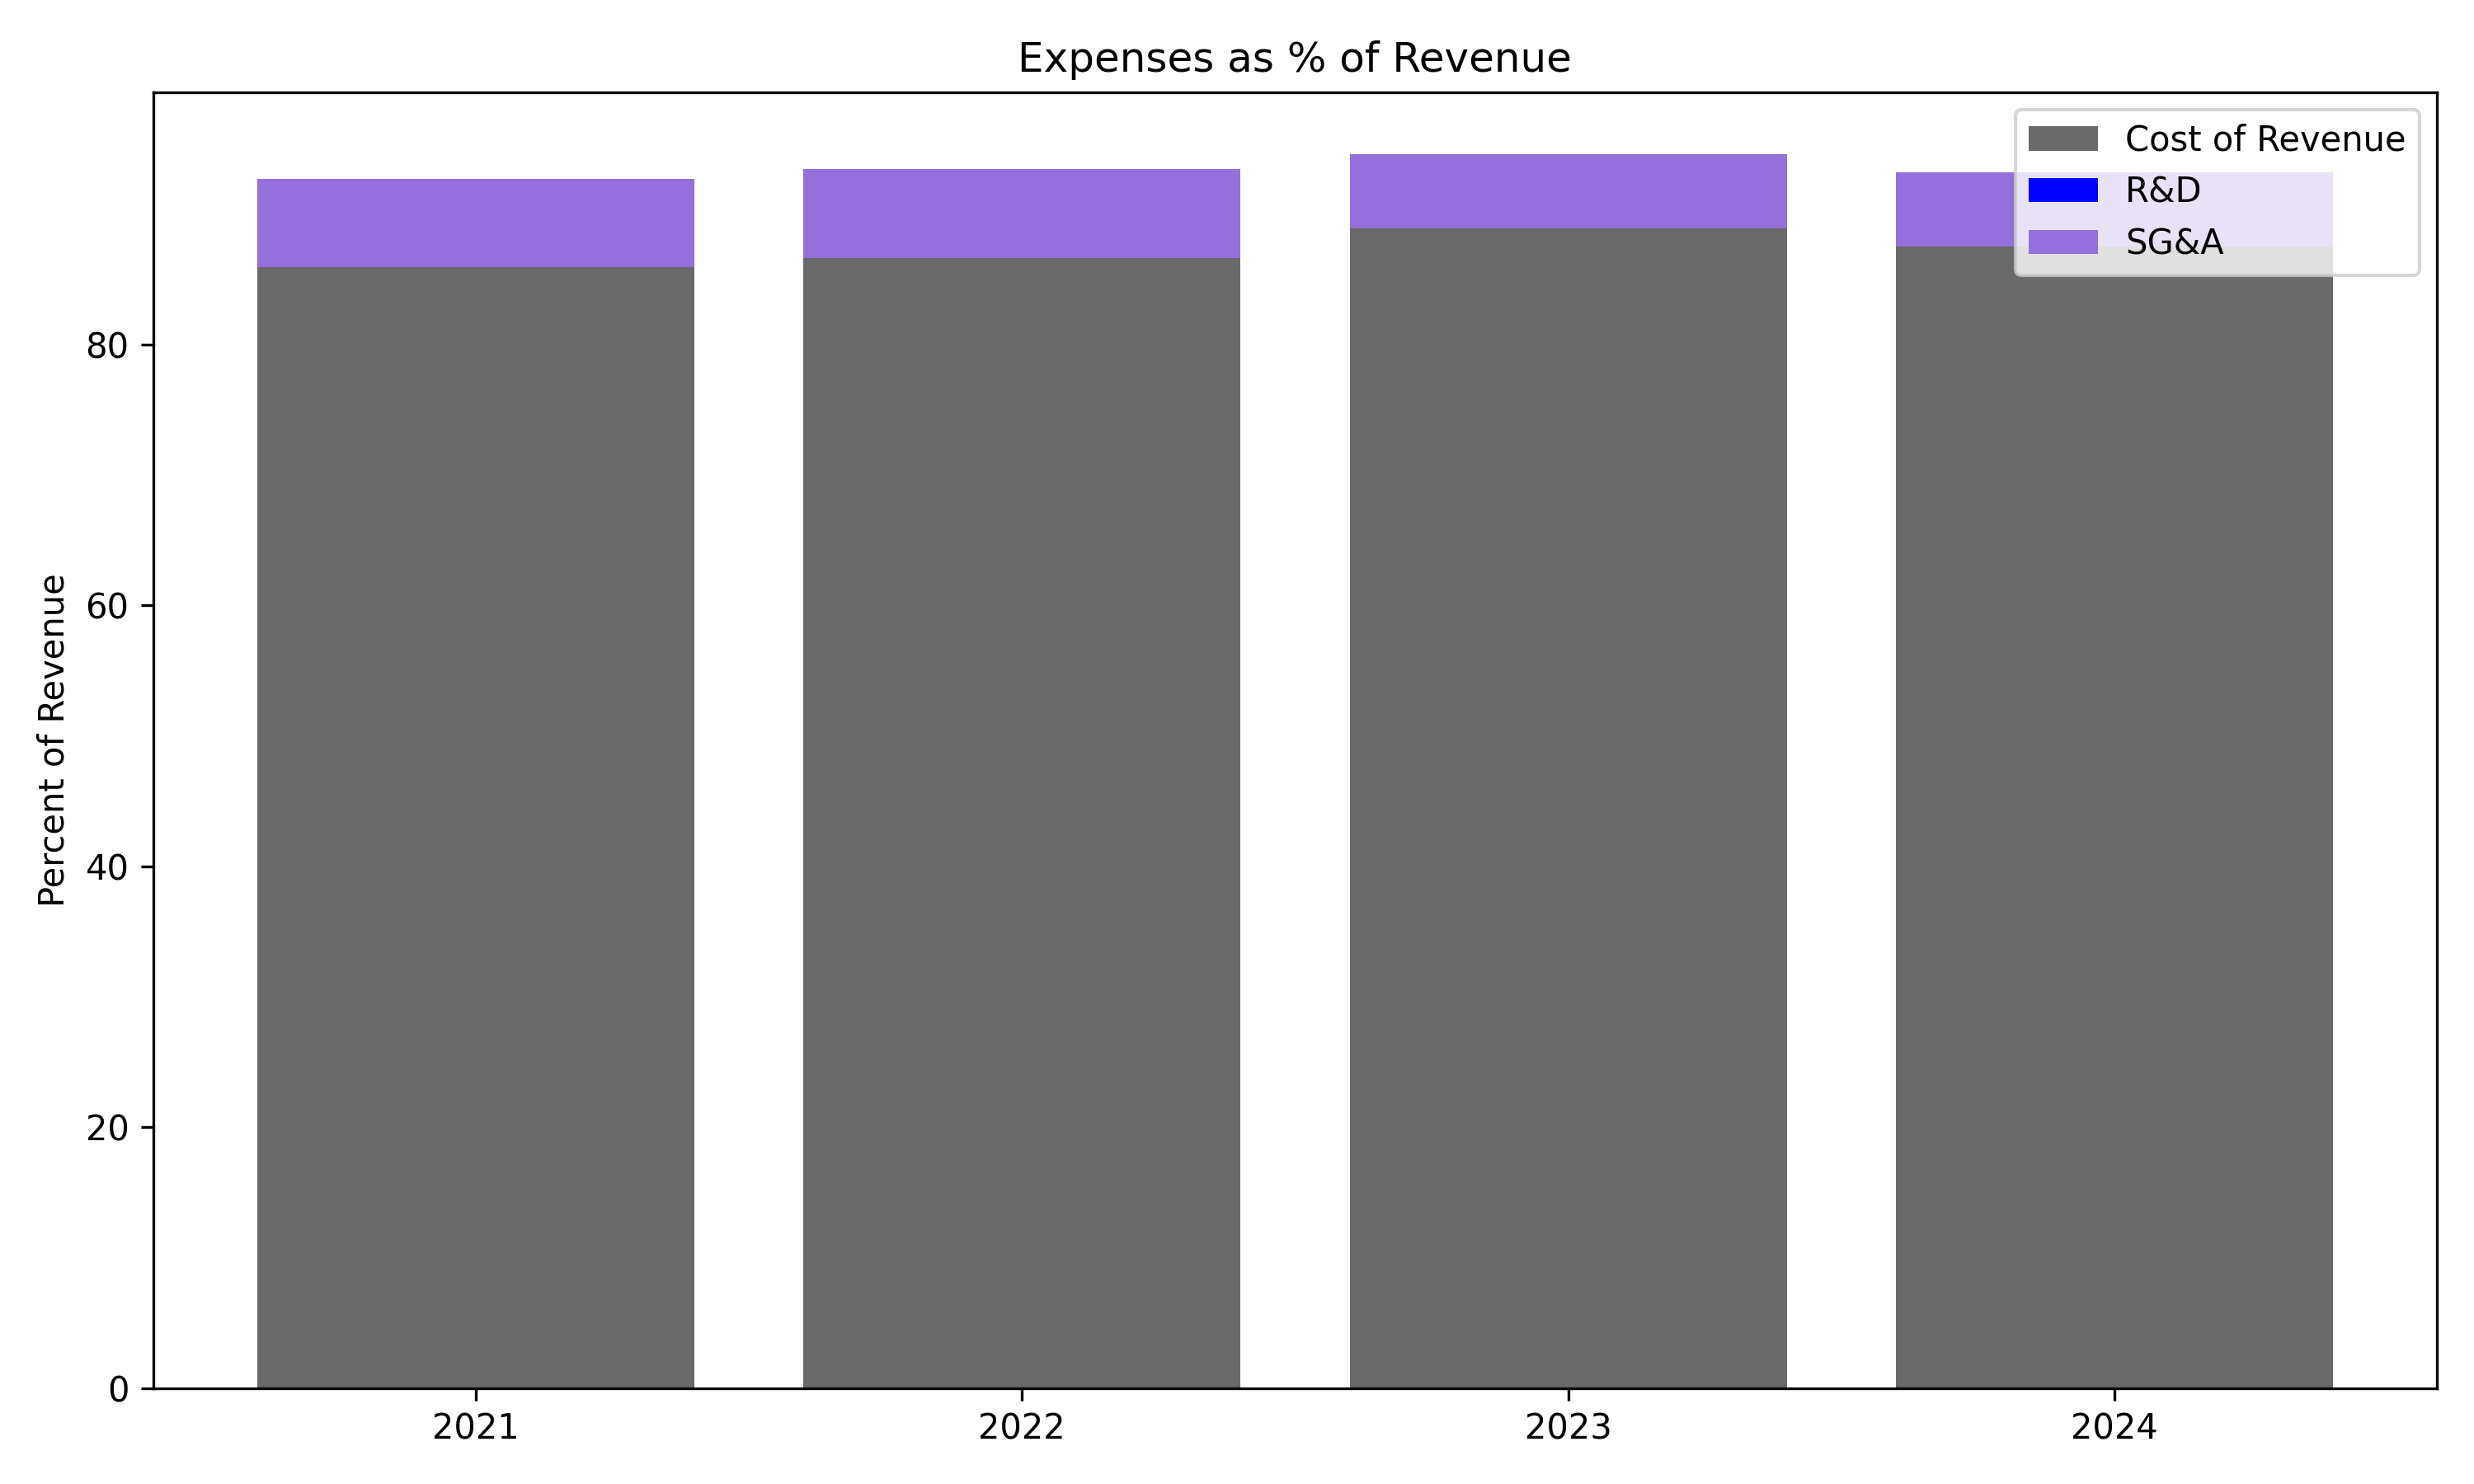 Expenses as % of Revenue
Cost of Revenue
R&D
SG&A
Percent of Revenue
80
60
40
20
0
2021
2022
2023
2024